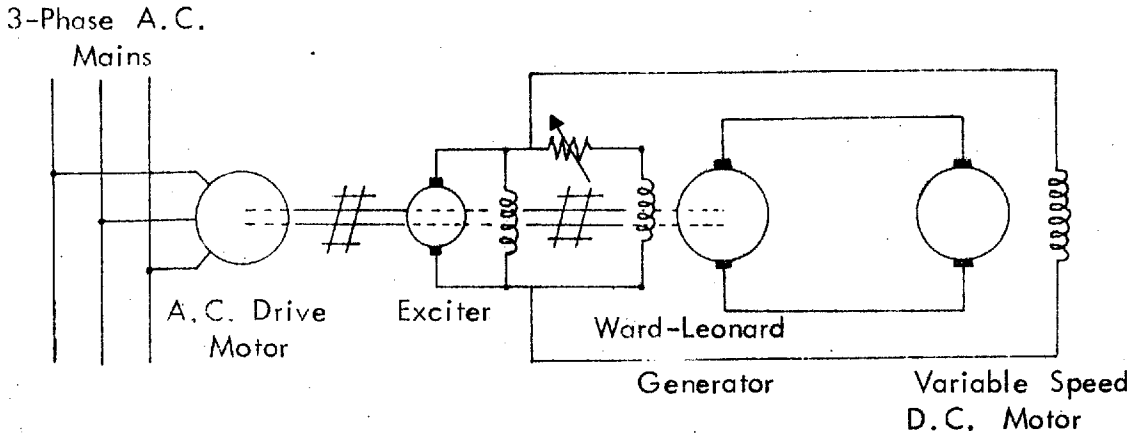 3-Phase A.C.
Mains
A.C. Drive
Motor
Exciter
Ward-Leonard
Generator
Variable Speed
D.C. Motor